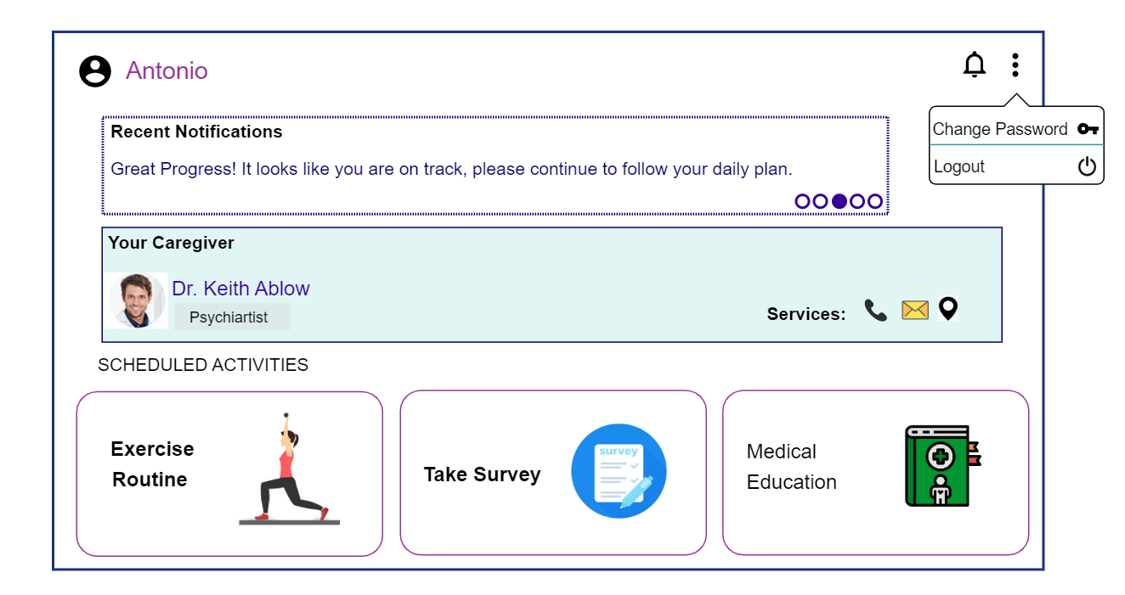 Antonio
Change Password
Logout
Recent Notifications
Great Progress! It looks like you are on track, please continue to follow your daily plan.
Your Caregiver
Dr. Keith Ablow
Psychiartist
Services:
SCHEDULED ACTIVITIES
Exercise
Routine
Take Survey
survey
Medical
Education